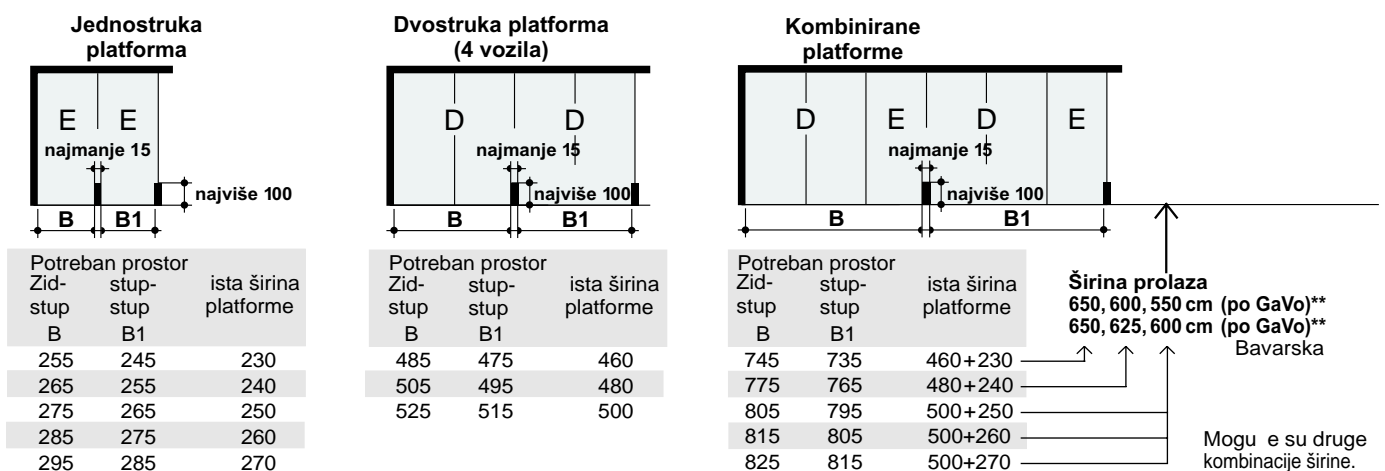 Jednostruka
platforma
E E
najmanje 15
najviše 100
B B1
Potreban prostor
Zid-
stup
B
stup-
stup
B1
ista širina
platforme
255 245 230
265 255 240
275 265 250
285 275 260
295 285 270
Dvostruka platforma
(4 vozila)
D D
najmanje 15
najviše 100
B B1
Potreban prostor
Zid-
stup
B
stup-
stup
B1
ista širina
platforme
485 475 460
505 495 480
525 515 500
Kombinirane
platforme
D E D E
najmanje 15
najviše 100
B B1
Potreban prostor
Zid-
stup
B
stup-
stup
B1
ista širina
platforme
745 735 460+230
775 765 480+240
805 795 500+250
815 805 500+260
825 815 500+270
Širina prolaza
650, 600, 550 cm (po GaVo)**
650, 625, 600 cm (po GaVo)**
Bavarska
Mogu e su druge
kombinacije širine.